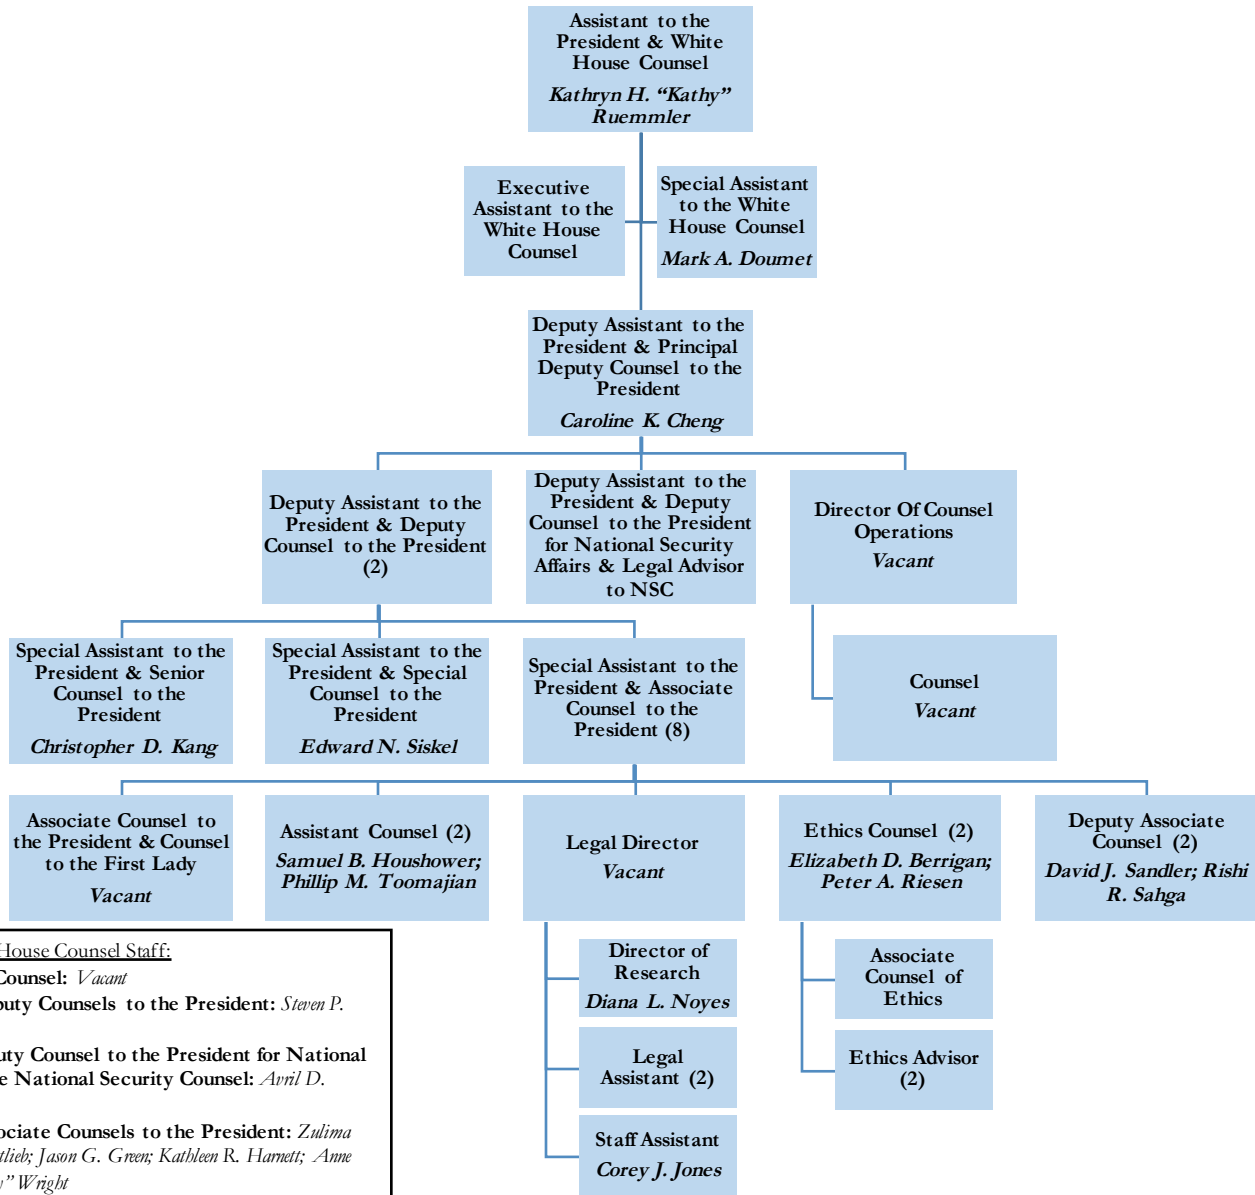 Assistant to the
President & White
House Counsel
Kathryn H. “Kathy”
Ruemmler
Executive
Assistant to the
White House
Counsel
Special Assistant
to the White
House Counsel
Mark A. Doumet
Deputy Assistant to the
President & Principal
Deputy Counsel to the
President
Caroline K. Cheng
Deputy Assistant to the
President & Deputy
Counsel to the President
(2)
Deputy Assistant to the
President & Deputy
Counsel to the President
for National Security
Affairs & Legal Advisor
to NSC
Director Of Counsel
Operations
Vacant
Special Assistant to the
President & Senior
Counsel to the
President
Christopher D. Kang
Special Assistant to the
President & Special
Counsel to the
President
Edward N. Siskel
Special Assistant to the
President & Associate
Counsel to the
President (8)
Counsel
Vacant
Associate Counsel to
the President & Counsel
to the First Lady
Vacant
Assistant Counsel (2)
Samuel B. Houshower;
Phillip M. Toomajian
Legal Director
Vacant
Ethics Counsel (2)
Elizabeth D. Berrigan;
Peter A. Riesen
Deputy Associate
Counsel (2)
David J. Sandler; Rishi
R. Sahga
Director of
Research
Diana L. Noyes
Legal
Assistant (2)
Staff Assistant
Corey J. Jones
Associate
Counsel of
Ethics
Ethics Advisor
(2)
House Counsel Staff:
Counsel: Vacant
puty Counsels to the President: Steven P.
uty Counsel to the President for National
e National Security Counsel: Avril D.
ociate Counsels to the President: Zulima
tlieb; Jason G. Green; Kathleen R. Harnett; Anne
y” Wright